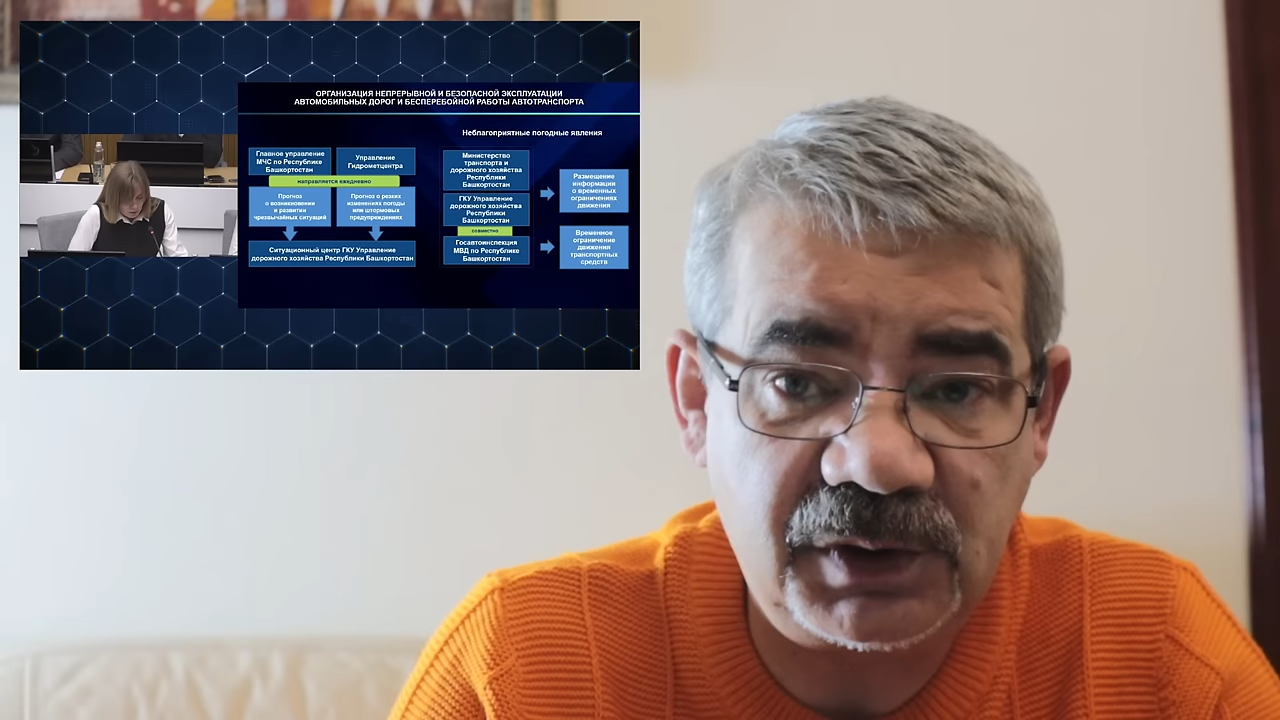 ОРГАНИЗАЦИЯ НЕПРЕРЫВНОЙ И БЕЗОПАСНОЙ ЭКСПЛУАТАЦИИ
АВТОМОБИЛЬНЫХ ДОРОГ И БЕСПЕРЕБОЙНОЙ РАБОТЫ АВТОТРАНСПОРТА
Главное управление
МЧС по Республике
Башкортостан
Управление
Гидрометцентра
направляется ежедневно
Прогноз
о возникновении
и развитии
чрезвычайных ситуаций
Прогноз о резких
изменениях погоды
или штормовых
предупреждениях
Ситуационный центр ГКУ Управление
дорожного хозяйства Республики Башкортостан
Неблагоприятные погодные явления
Министерство
транспорта и
дорожного хозяйства
Республики
Башкортостан
ГКУ Управление
дорожного хозяйства
Республики
Башкортостан
совместно
Госавтоинспекция
МВД по Республике
Башкортостан
Размещение
информации
о временных
ограничениях
движения
Временное
ограничение
движения
транспортных
средств